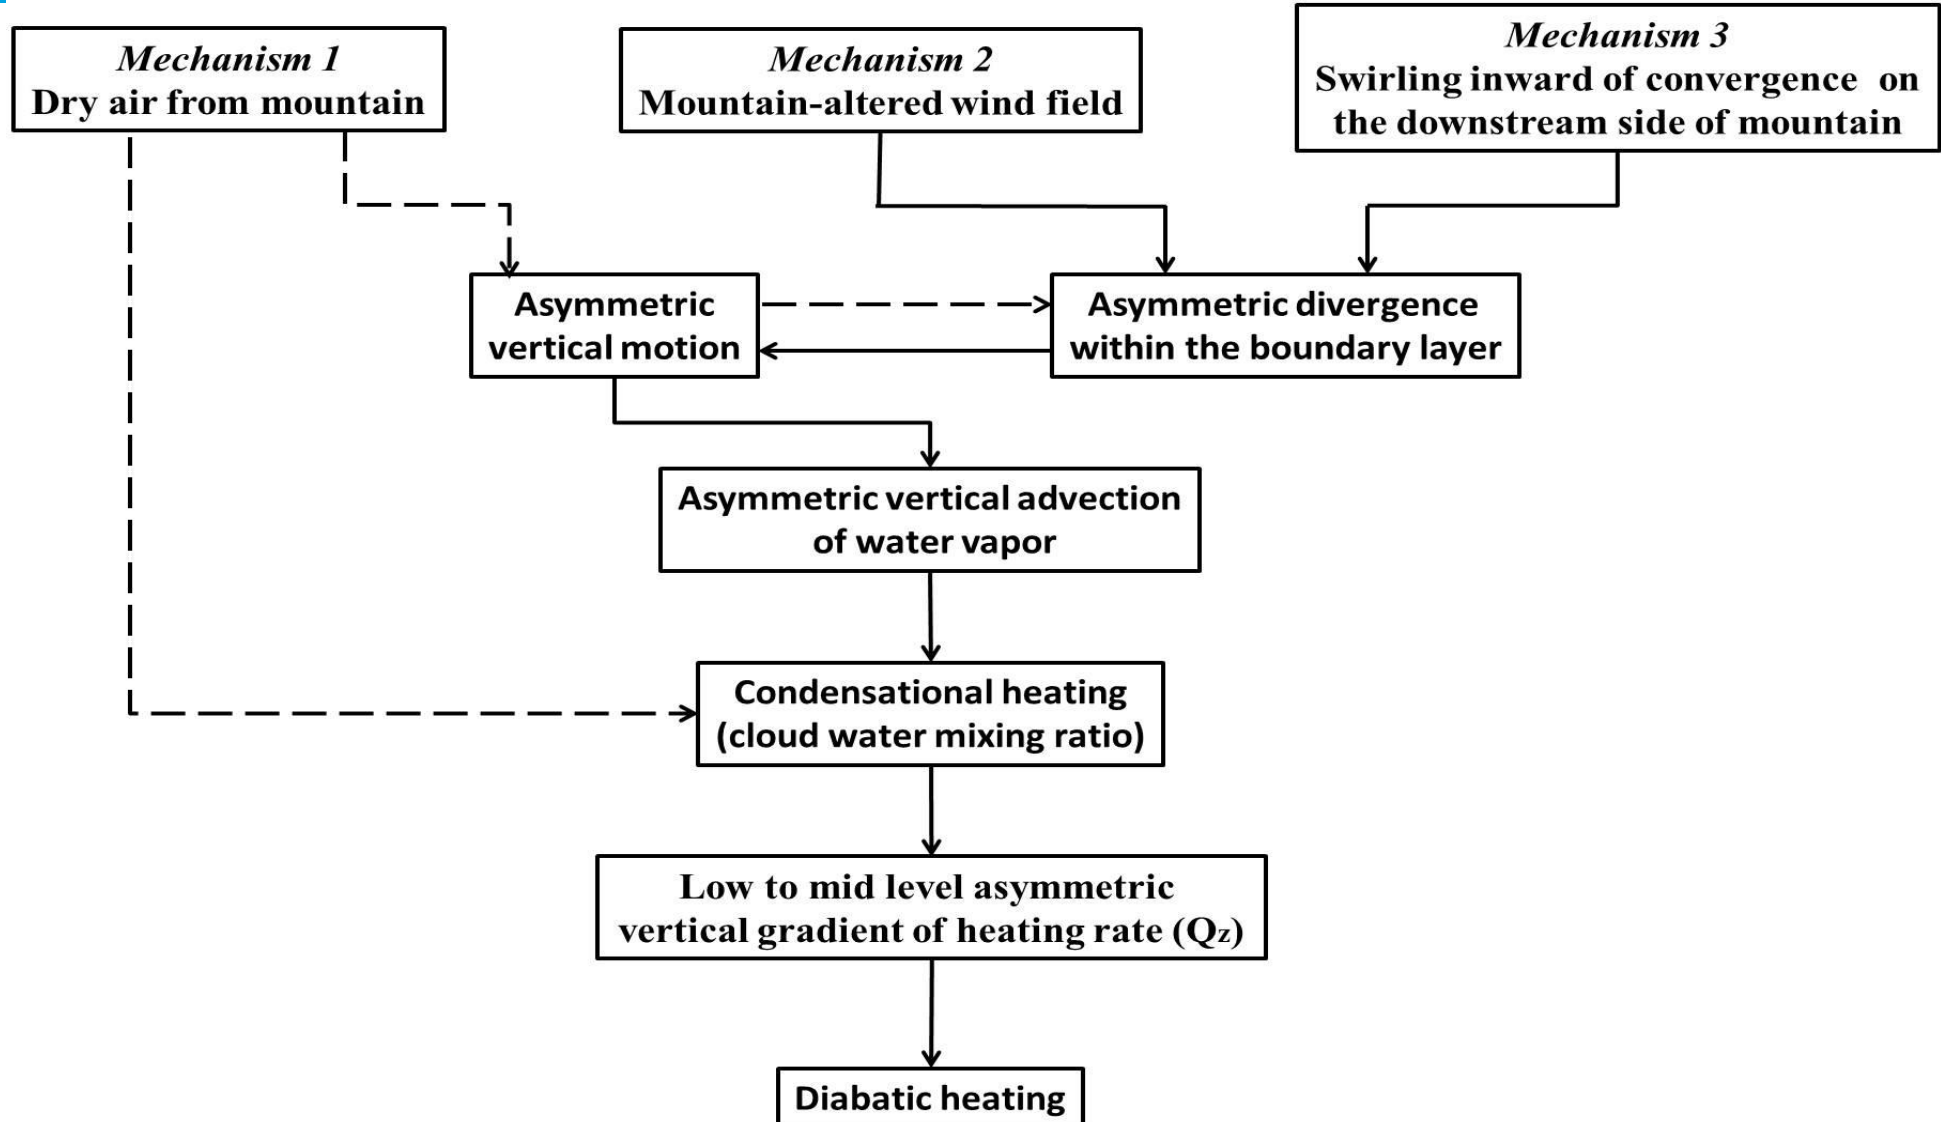 Mechanism 1
Dry air from mountain
Mechanism 2
Mountain-altered wind field
Mechanism 3
Swirling inward of convergence on
the downstream side of mountain
Asymmetric
vertical motion
Asymmetric divergence
within the boundary layer
Asymmetric vertical advection
of water vapor
Condensational heating
(cloud water mixing ratio)
Low to mid level asymmetric
vertical gradient of heating rate (Qz)
Diabatic heating